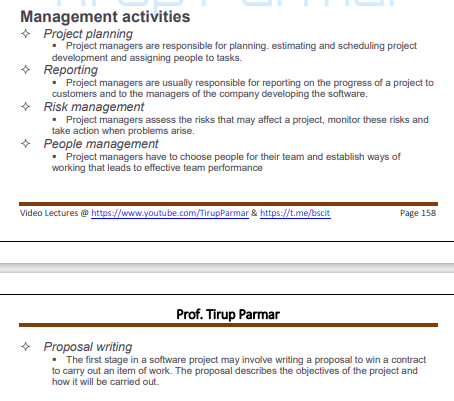 Tirup Parmar
Management activities
✧ Project planning
▪ Project managers are responsible for planning. estimating and scheduling project
development and assigning people to tasks.
✧ Reporting
▪ Project managers are usually responsible for reporting on the progress of a project to
customers and to the managers of the company developing the software.
✧ Risk management
▪ Project managers assess the risks that may affect a project, monitor these risks and
take action when problems arise.
✧ People management
▪ Project managers have to choose people for their team and establish ways of
working that leads to effective team performance
Video Lectures @ https://www.youtube.com/TirupParmar & https://t.me/bscit Page 158
Prof. Tirup Parmar
✧ Proposal writing
▪ The first stage in a software project may involve writing a proposal to win a contract
to carry out an item of work. The proposal describes the objectives of the project and
how it will be carried out.